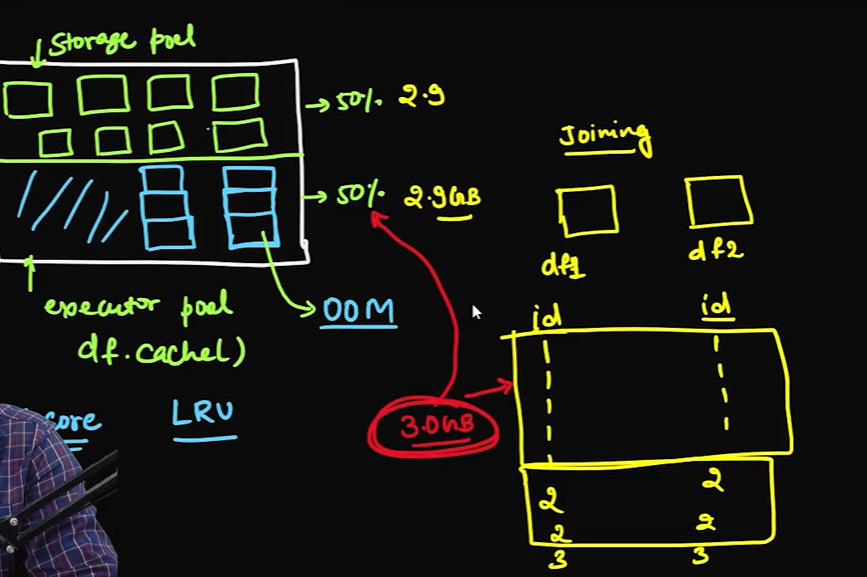 Storage pool
50% 2.9
50% 2.9GB
executor pool
df.cache()
OOM
core
LRU
3.0GB
Joining
df1 df2
id id
2 2
2 2
3 3